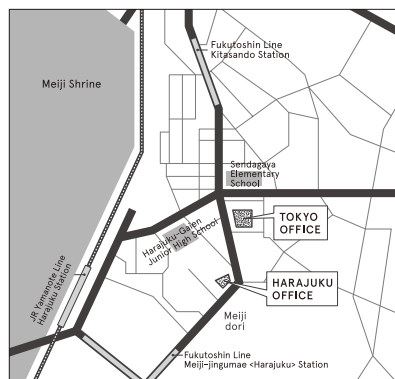 Fukutoshin Line
Kitasando Station
Meiji Shrine
Sendagaya
Elementary
School
TOKYO
OFFICE
Harajuku-Gaien
Junior High School
JR Yamanote Line
Harajuku Station
HARAJUKU
OFFICE
Meiji
dori
Fukutoshin Line
Meiji-jingumae <Harajuku> Station